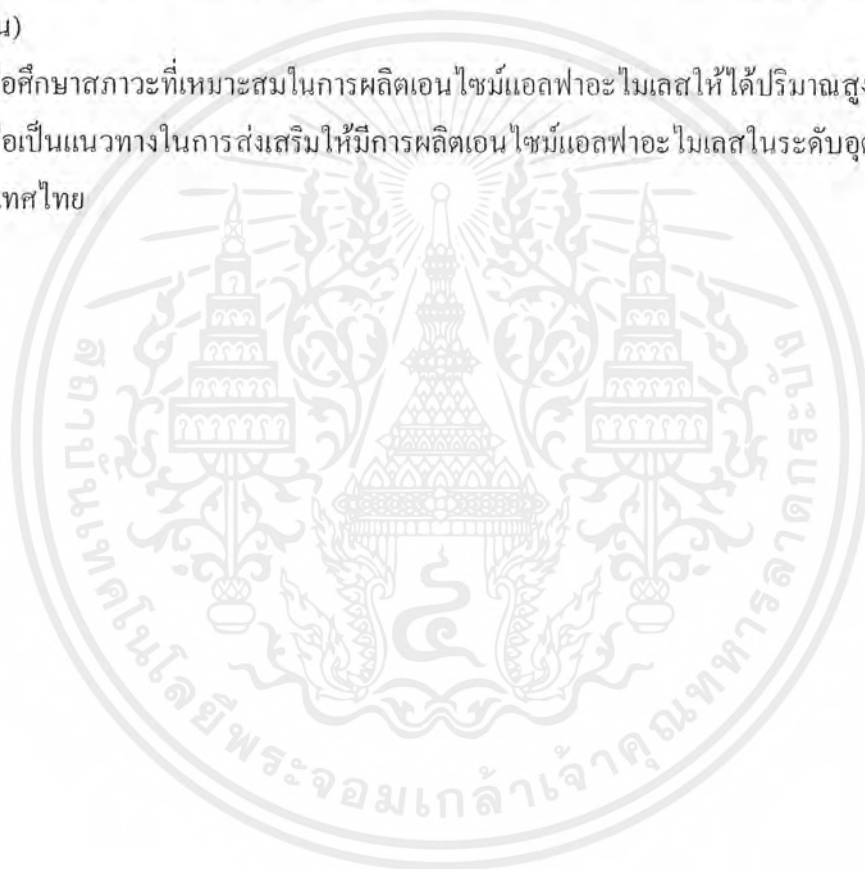 น)
อศึกษาสภาวะที่เหมาะสมในการผลิตเอนไซม์แอลฟาอะไมเลสให้ได้ปริมาณสูง
อเป็นแนวทางในการส่งเสริมให้มีการผลิตเอนไซม์แอลฟาอะไมเลสในระดับอุต
เทศไทย
สถาบันเทคโนโลยีพระจอมเกล้าเจ้าคุณทหารลาดกระบัง